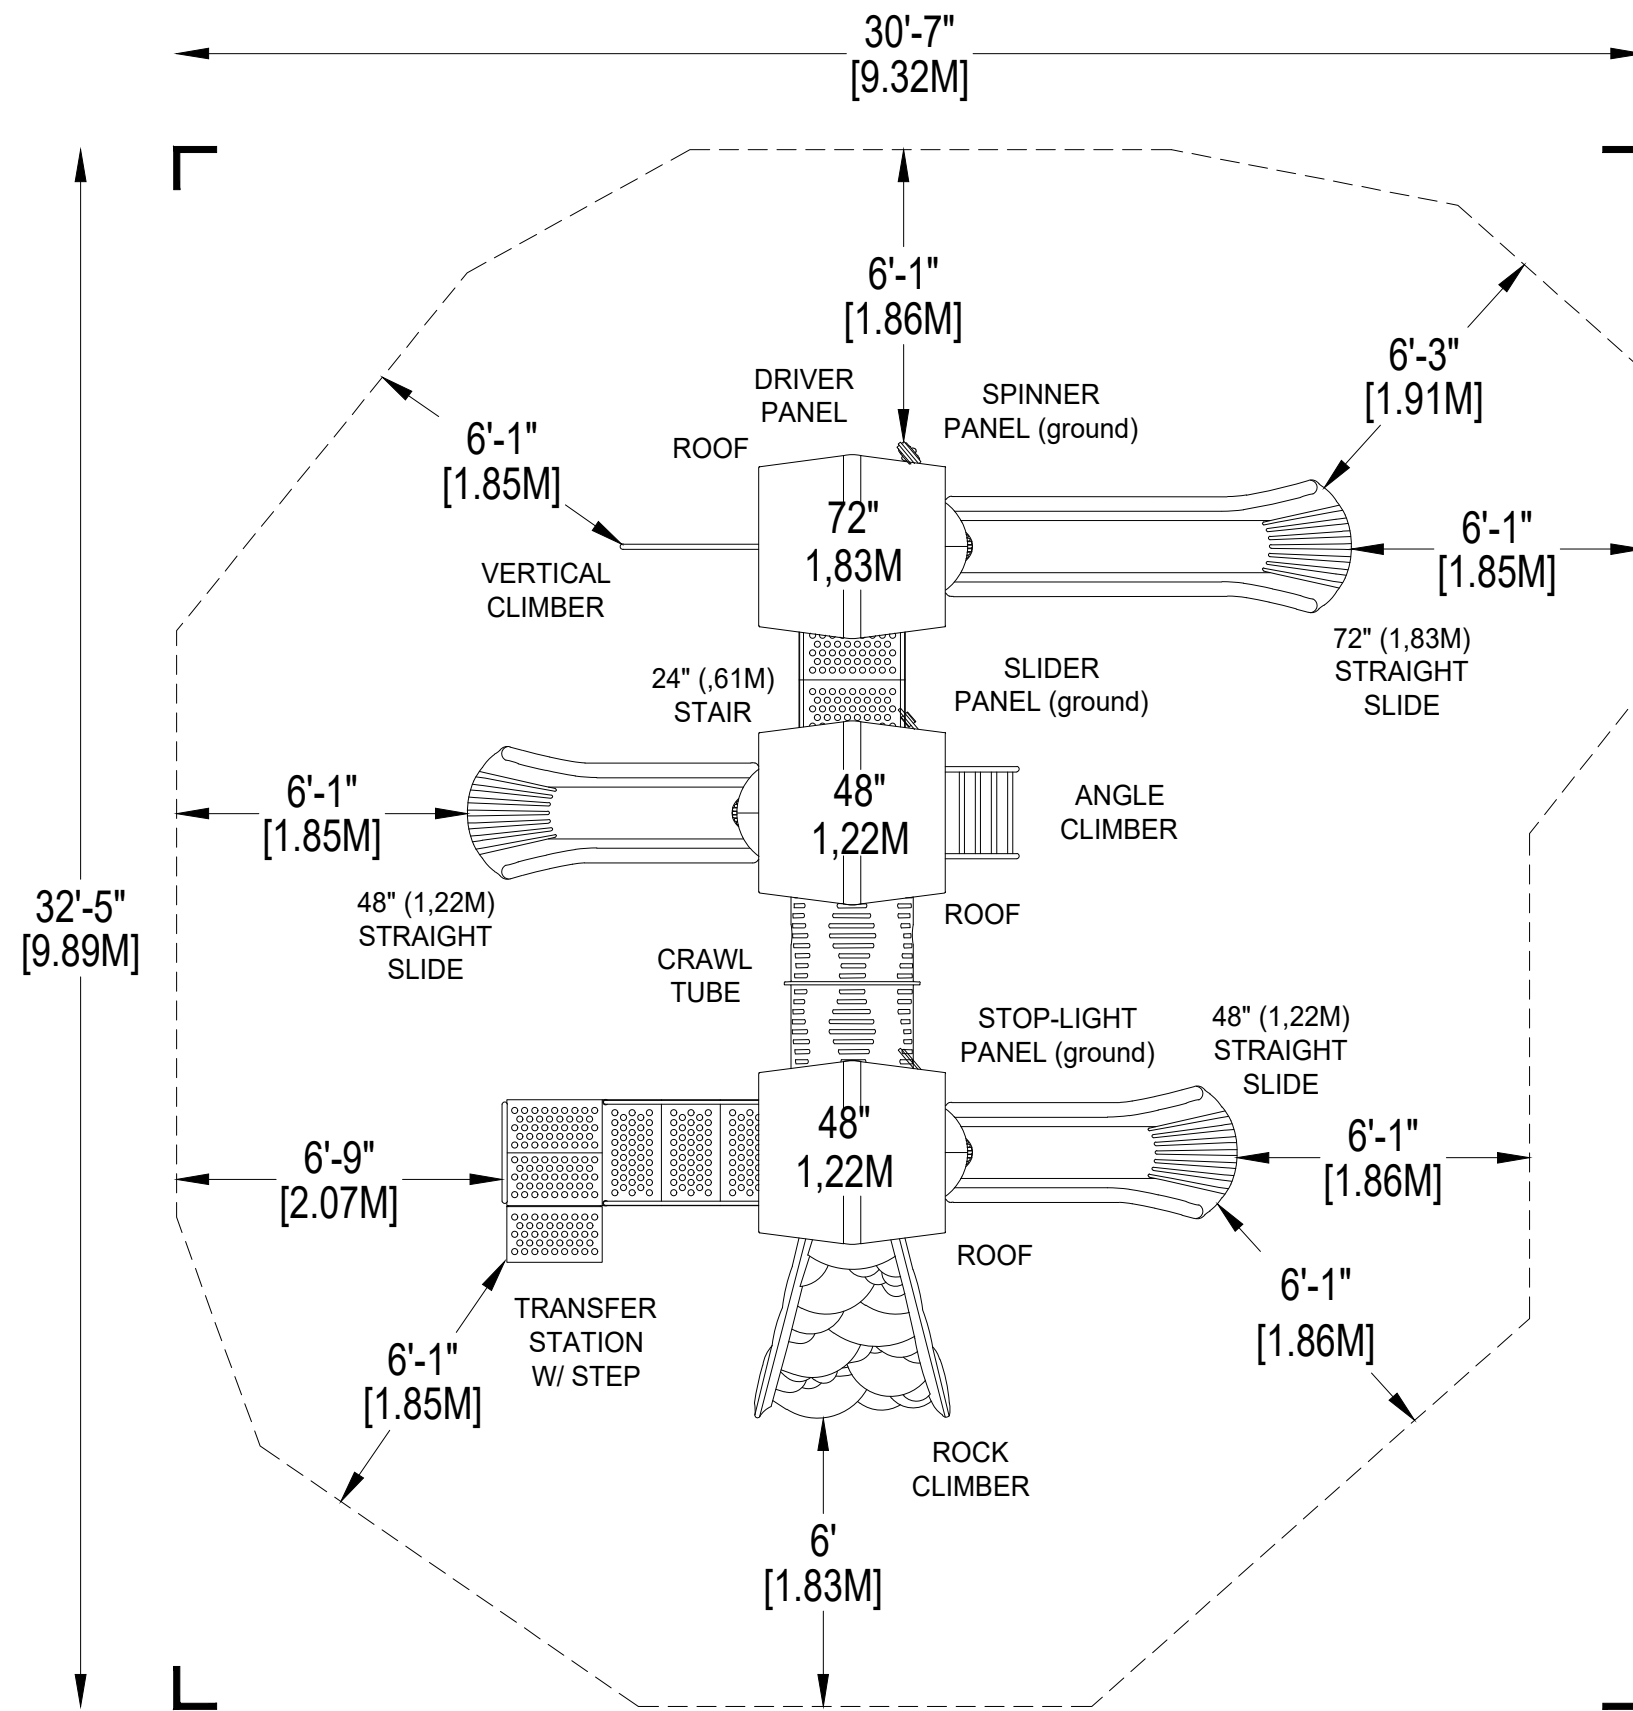 30'-7"
[9.32M]
6'-1"
[1.86M]
6'-3"
[1.91M]
DRIVER
PANEL
SPINNER
PANEL (ground)
ROOF
6'-1"
[1.85M]
72"
1,83M
6'-1"
[1.85M]
VERTICAL
CLIMBER
72" (1,83M)
STRAIGHT
SLIDE
24" (,61M)
STAIR
SLIDER
PANEL (ground)
6'-1"
[1.85M]
48"
1,22M
ANGLE
CLIMBER
32'-5"
[9.89M]
48" (1,22M)
STRAIGHT
SLIDE
ROOF
CRAWL
TUBE
STOP-LIGHT
PANEL (ground)
48" (1,22M)
STRAIGHT
SLIDE
6'-9"
[2.07M]
48"
1,22M
6'-1"
[1.86M]
ROOF
6'-1"
[1.86M]
TRANSFER
STATION
W/ STEP
6'-1"
[1.85M]
ROCK
CLIMBER
6'
[1.83M]